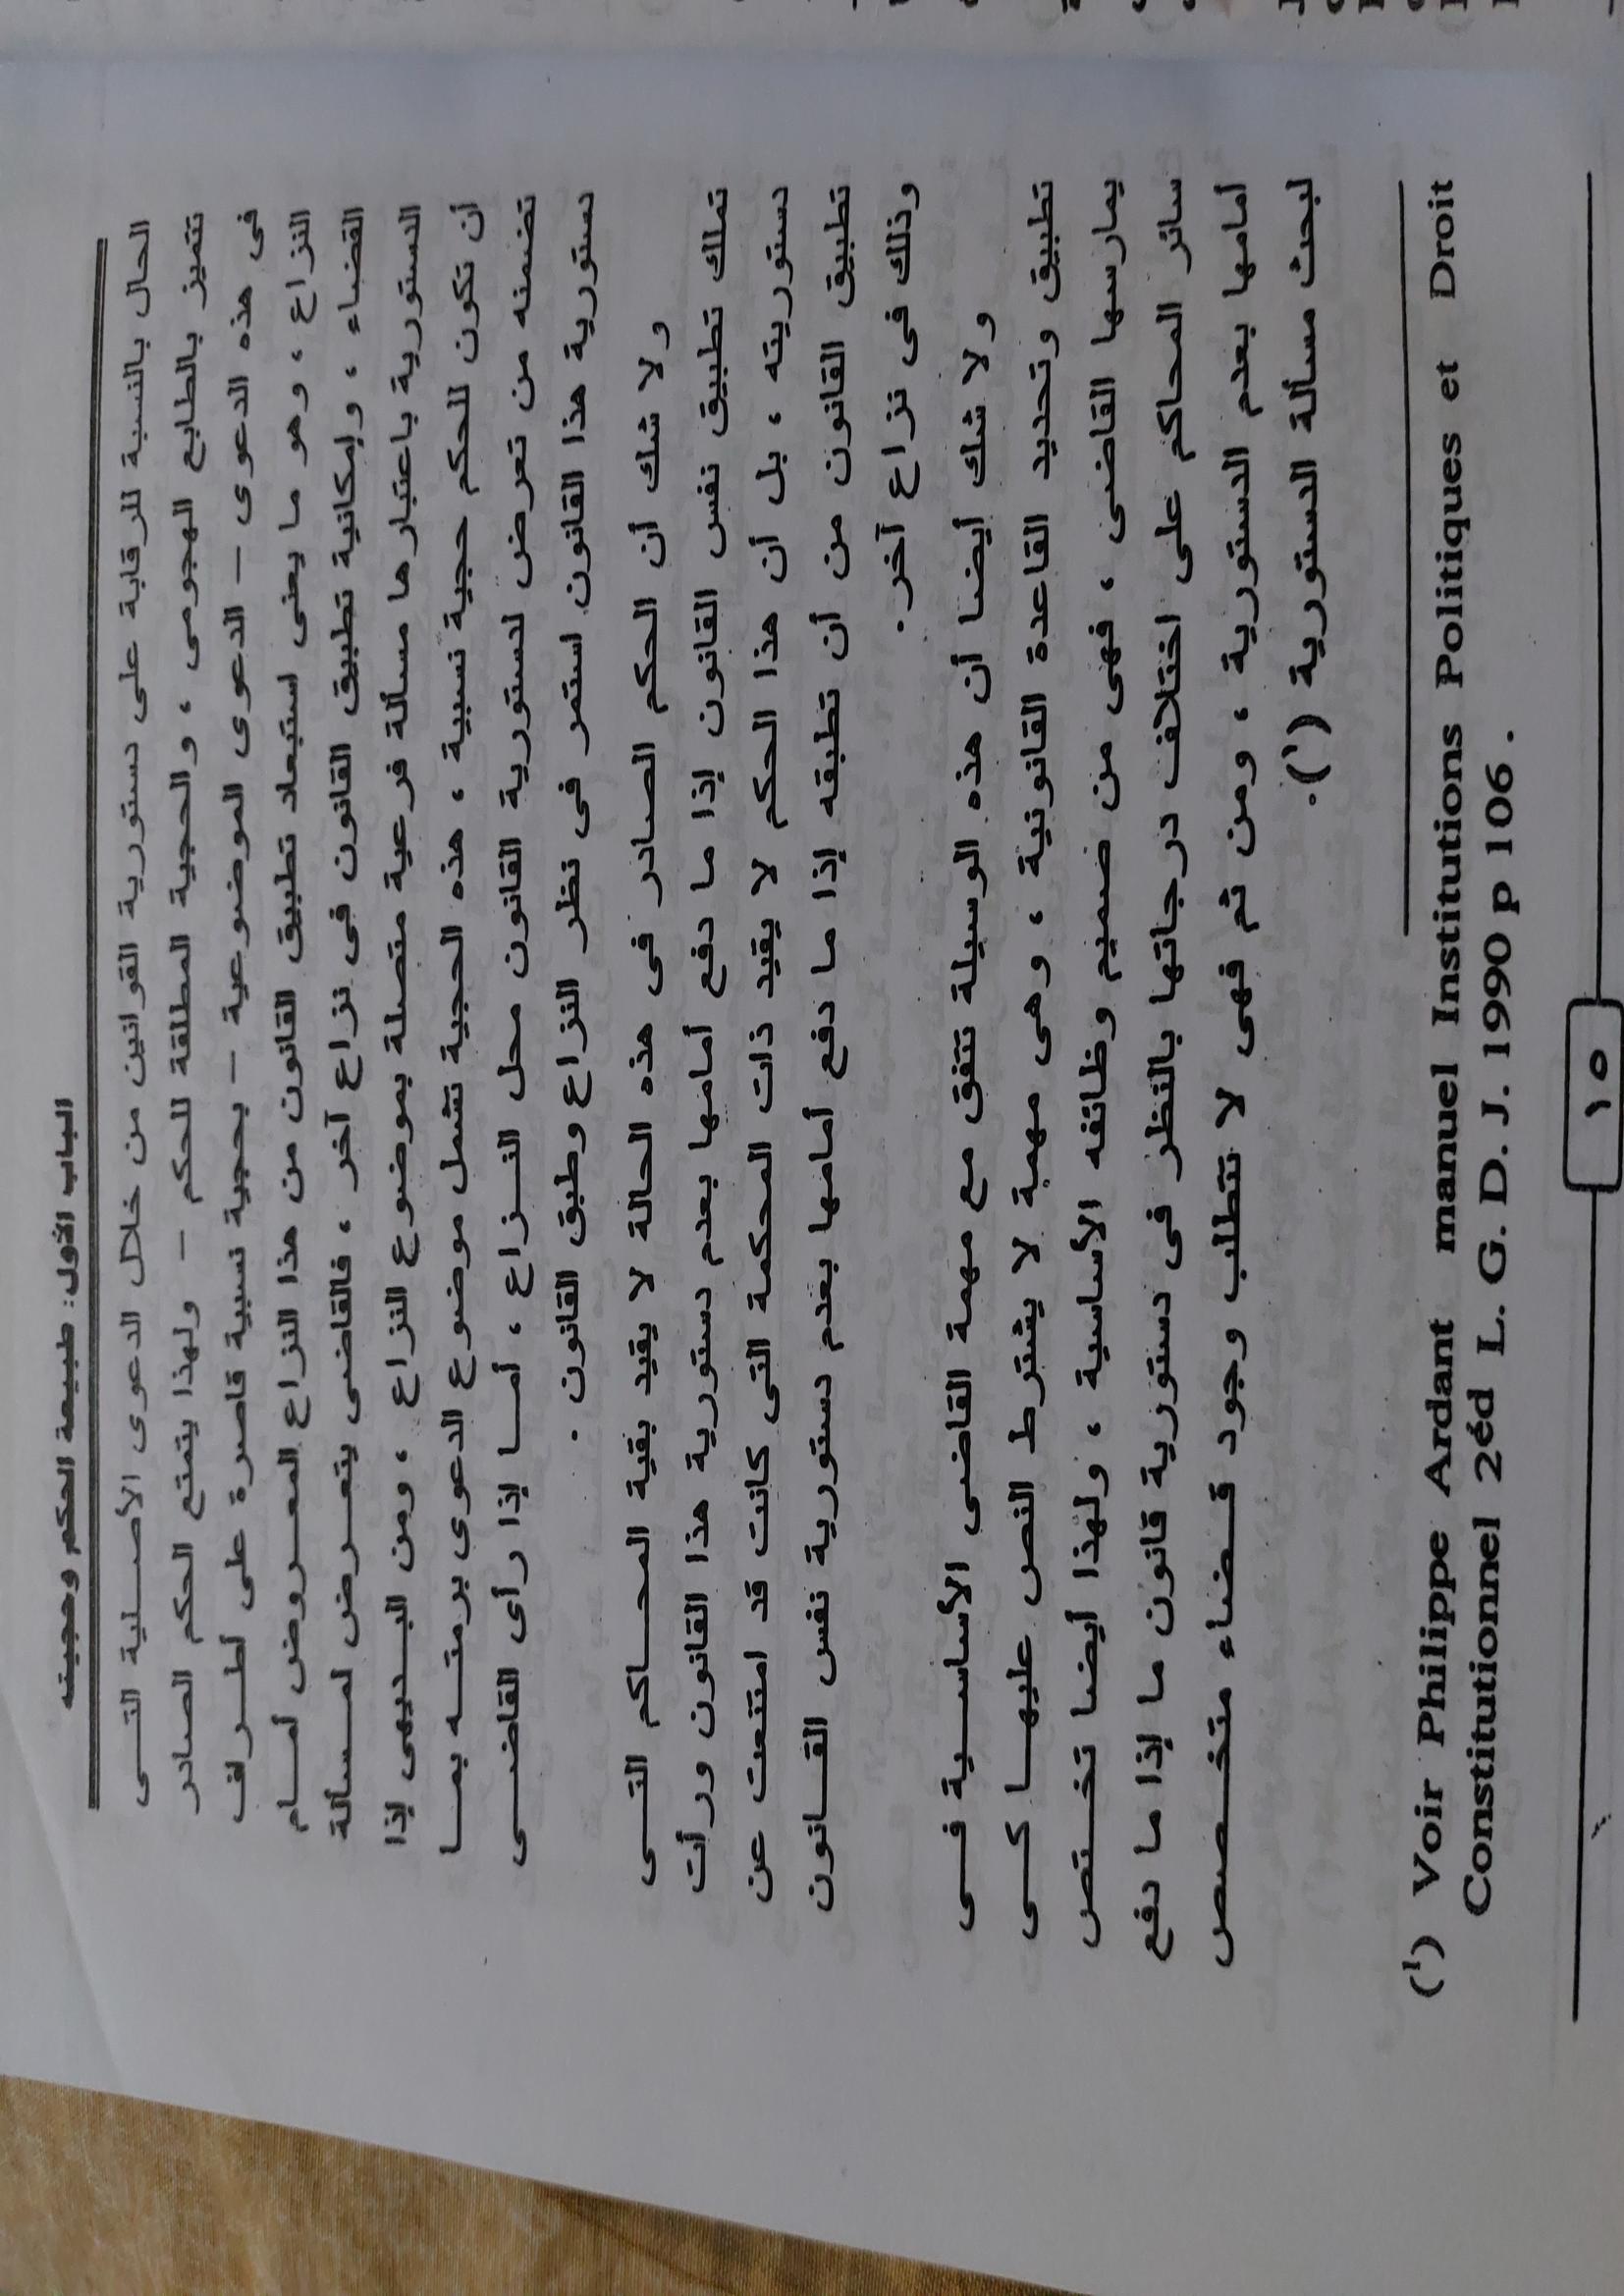 الباب الأول: طبيعة الحكم وحجيته
الحال بالنسبة للرقابة على دستورية القوانين من خلال الدعوى الأصلية التى
تتميز بالطابع الهجومى ، والحجية المطلقة للحكم – ولهذا يتمتع الحكم الصادر
فى هذه الدعوى – الدعوى الموضوعية – بحجية نسبية قاصرة على أطراف
النزاع ، وهو ما يعنى استبعاد تطبيق القانون من هذا النزاع المعروض أمام
القضاء ، وإمكانية تطبيق القانون فى نزاع آخر ، فالقاضى يتعرض لمسألة
الدستورية باعتبارها مسألة فرعية متصلة بموضوع النزاع ، ومن البديهى إذا
أن تكون للحكم حجية نسبية ، هذه الحجية تشمل موضوع الدعوى برمته بما
تضمنه من تعرض لدستورية القانون محل النزاع ، أما إذا رأى القاضى
دستورية هذا القانون استمر فى نظر النزاع وطبق القانون .
ولا شك أن الحكم الصادر فى هذه الحالة لا يقيد بقية المحاكم التى
تملك تطبيق نفس القانون إذا ما دفع أمامها بعدم دستورية هذا القانون ورأت
دستوريته ، بل أن هذا الحكم لا يقيد ذات المحكمة التى كانت قد امتنعت عن
تطبيق القانون من أن تطبقه إذا ما دفع أمامها بعدم دستورية نفس القانون
وذلك فى نزاع آخر.
ولا شك أيضا أن هذه الوسيلة تتفق مع مهمة القاضى الأساسية فى
تطبيق وتحديد القاعدة القانونية ، وهى مهمة لا يشترط النص عليها كى
يمارسها القاضى ، فهى من صميم وظائفه الأساسية ، ولهذا أيضا تختص
سائر المحاكم على اختلاف درجاتها بالنظر فى دستورية قانون ما إذا ما دفع
أمامها بعدم الدستورية ، ومن ثم فهى لا تتطلب وجود قضاء متخصص
لبحث مسألة الدستورية (¹).
(¹) Voir Philippe Ardant manuel Institutions Politiques et Droit
Constitutionnel 2éd L. G. D. J. 1990 p 106 .
١٥